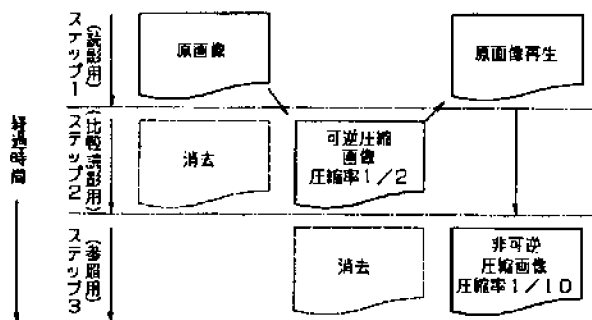 経過時間
ステップ1
(読影用)
原画像
原画像再生
ステップ2
(比較読影用)
消去
可逆圧縮
画像
圧縮率1/2
ステップ3
(参照用)
消去
非可逆
圧縮画像
圧縮率1/10